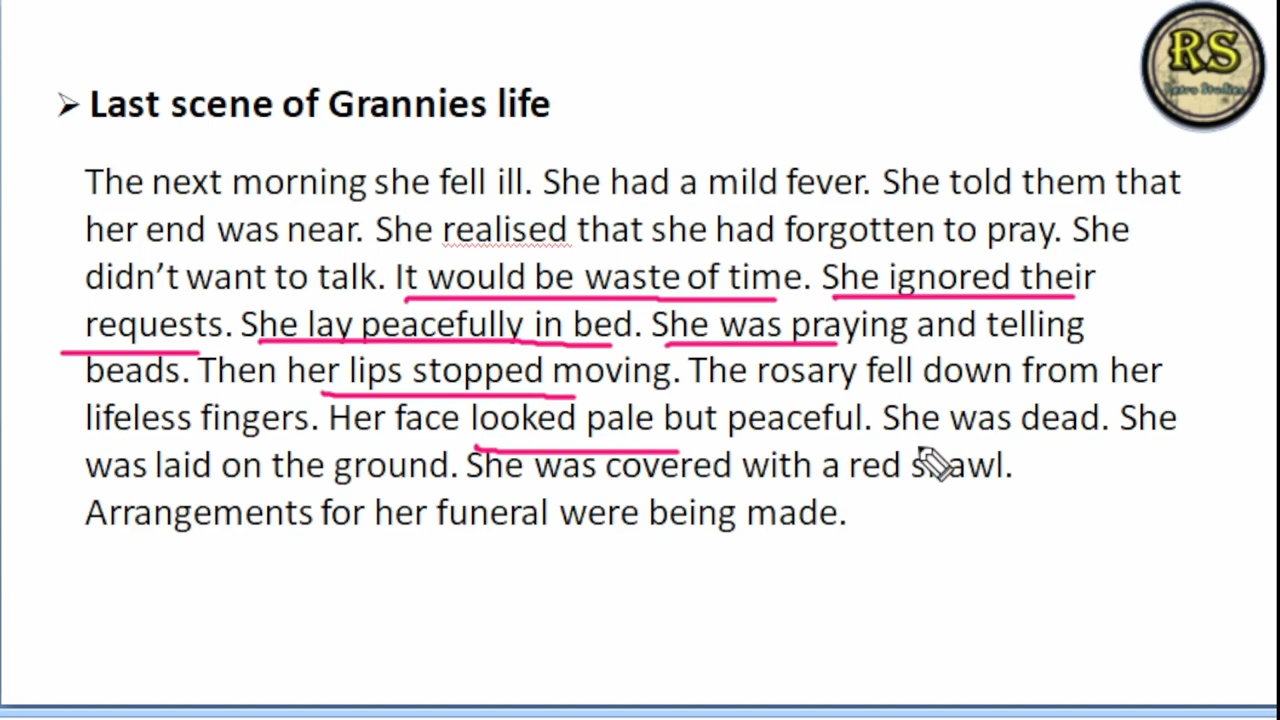 RS
Retro Studies
➢ Last scene of Grannies life
The next morning she fell ill. She had a mild fever. She told them that
her end was near. She realised that she had forgotten to pray. She
didn’t want to talk. It would be waste of time. She ignored their
requests. She lay peacefully in bed. She was praying and telling
beads. Then her lips stopped moving. The rosary fell down from her
lifeless fingers. Her face looked pale but peaceful. She was dead. She
was laid on the ground. She was covered with a red shawl.
Arrangements for her funeral were being made.